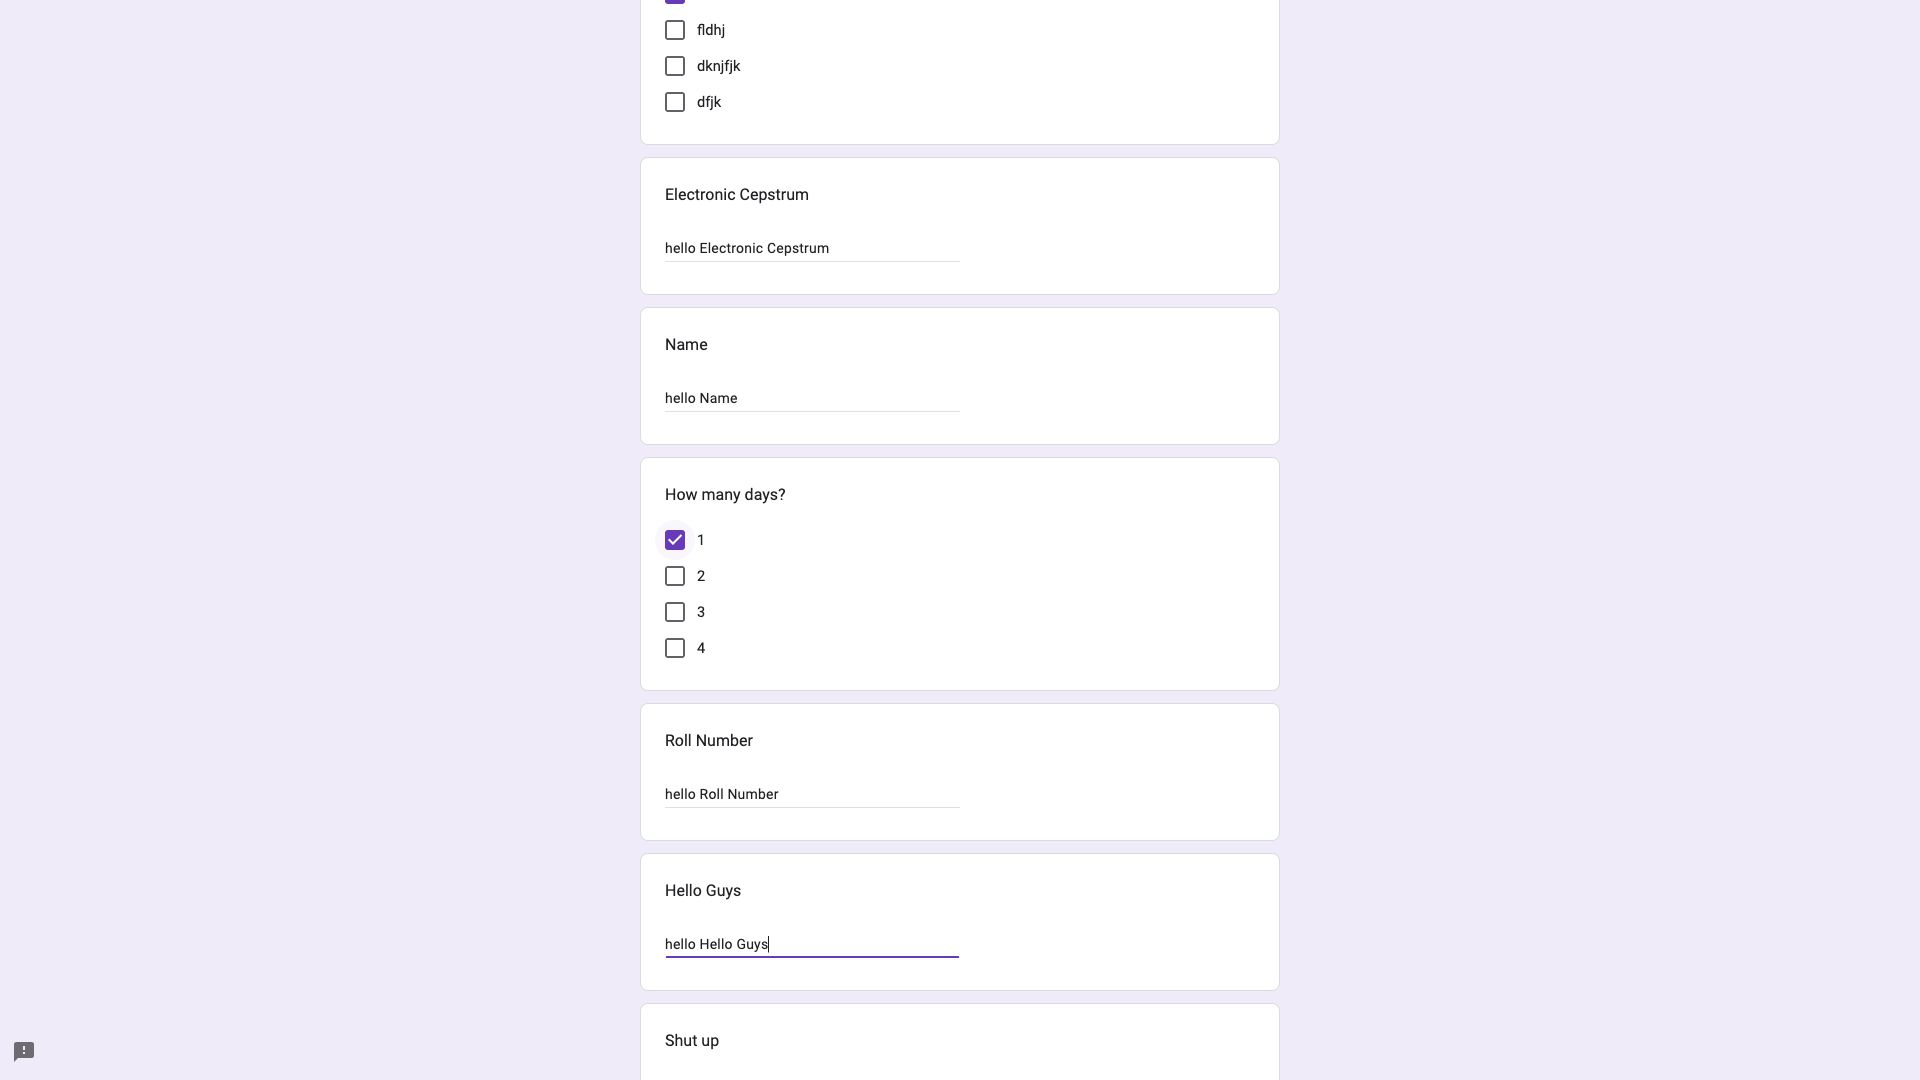 fldhj
dknjfjk
dfjk
Electronic Cepstrum
hello Electronic Cepstrum
Name
hello Name
How many days?
1
2
3
4
Roll Number
hello Roll Number
Hello Guys
hello Hello Guys
Shut up